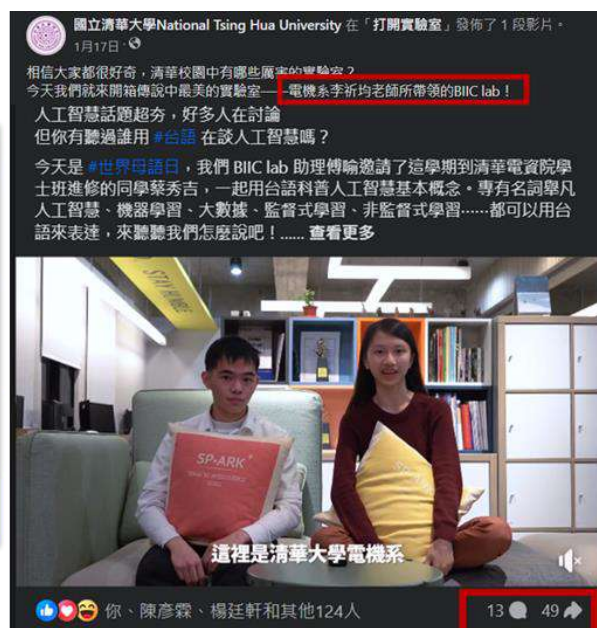 國立清華大學National Tsing Hua University 在「打開實驗室」發佈了 1 段影片。
1月17日 ·
相信大家都很好奇，清華校園中有哪些厲害的實驗室？
今天我們就來開箱傳說中最美的實驗室——電機系李祈均老師所帶領的BIIC lab！
人工智慧話題超夯，好多人在討論
但你有聽過誰用 #台語 在談人工智慧嗎？
今天是 #世界母語日，我們 BIIC lab 助理傅喻邀請了這學期到清華電資院學
士班進修的同學蔡秀吉，一起用台語科普人工智慧基本概念。專有名詞舉凡
人工智慧、機器學習、大數據、監督式學習、非監督式學習......都可以用台
語來表達，來聽聽我們怎麼說吧！...... 查看更多
STAY HUMBLE
SP·ARK
這裡是清華大學電機系
你、陳彥霖、楊廷軒和其他124人
13 49